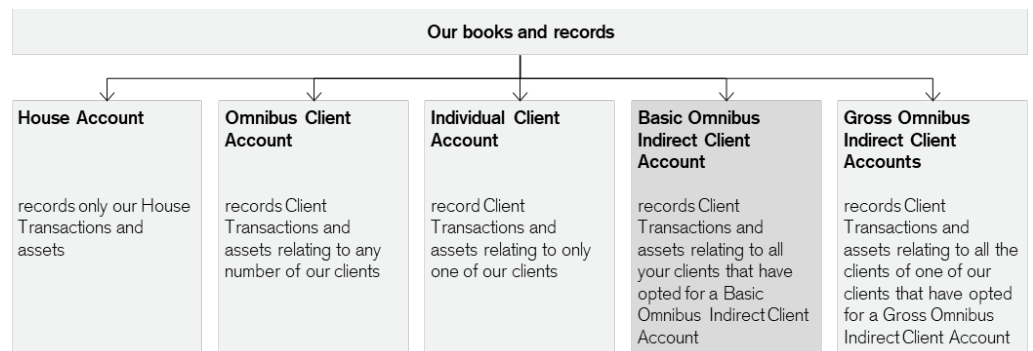 Our books and records
House Account
records only our House
Transactions and
assets
Omnibus Client
Account
records Client
Transactions and
assets relating to any
number of our clients
Individual Client
Account
record Client
Transactions and
assets relating to only
one of our clients
Basic Omnibus
Indirect Client
Account
records Client
Transactions and
assets relating to all
your clients that have
opted for a Basic
Omnibus Indirect Client
Account
Gross Omnibus
Indirect Client
Accounts
records Client
Transactions and
assets relating to all the
clients of one of our
clients that have opted
for a Gross Omnibus
Indirect Client Account